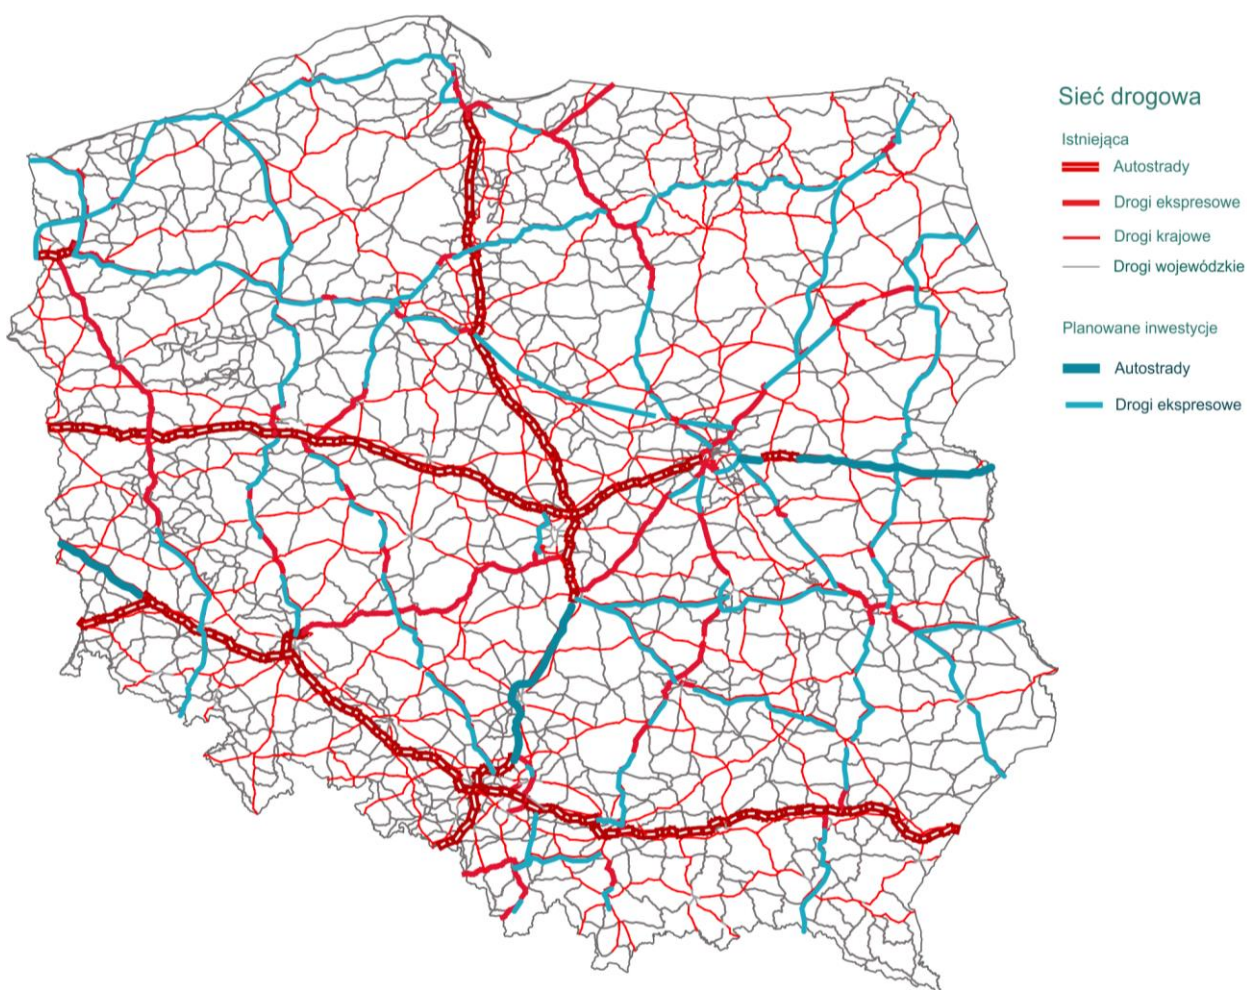 Sieć drogowa
Istniejąca
Autostrady
Drogi ekspresowe
Drogi krajowe
Drogi wojewódzkie
Planowane inwestycje
Autostrady
Drogi ekspresowe